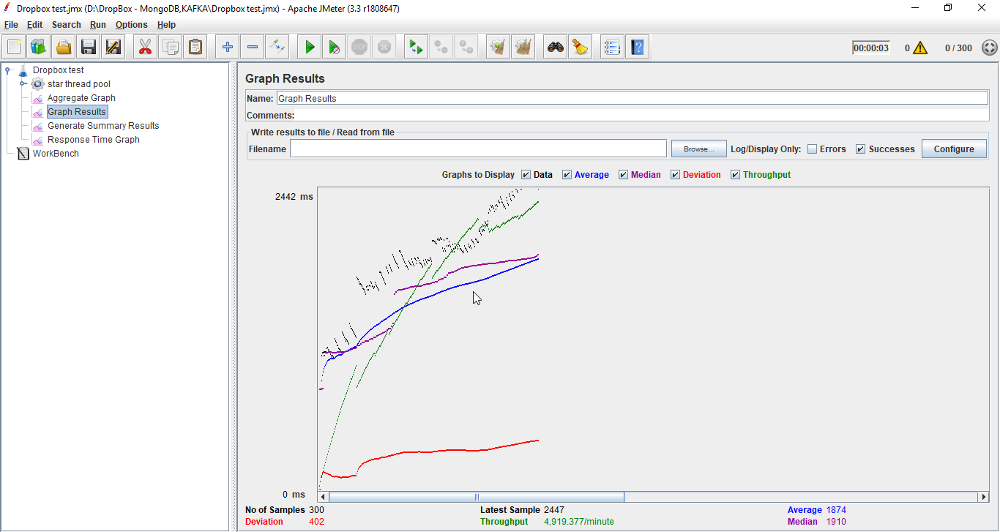 Dropbox test.jmx (D:\DropBox - MongoDB,KAFKA\Dropbox test.jmx) - Apache JMeter (3.3 r1808647)
File Edit Search Run Options Help
00:00:03 0 0 / 300
Dropbox test
star thread pool
Aggregate Graph
Graph Results
Generate Summary Results
Response Time Graph
WorkBench
Graph Results
Name: Graph Results
Comments:
Write results to file / Read from file
Filename Browse... Log/Display Only: Errors Successes Configure
Graphs to Display Data Average Median Deviation Throughput
2442 ms
0 ms
No of Samples 300 Latest Sample 2447 Average 1874
Deviation 402 Throughput 4,919.377/minute Median 1910